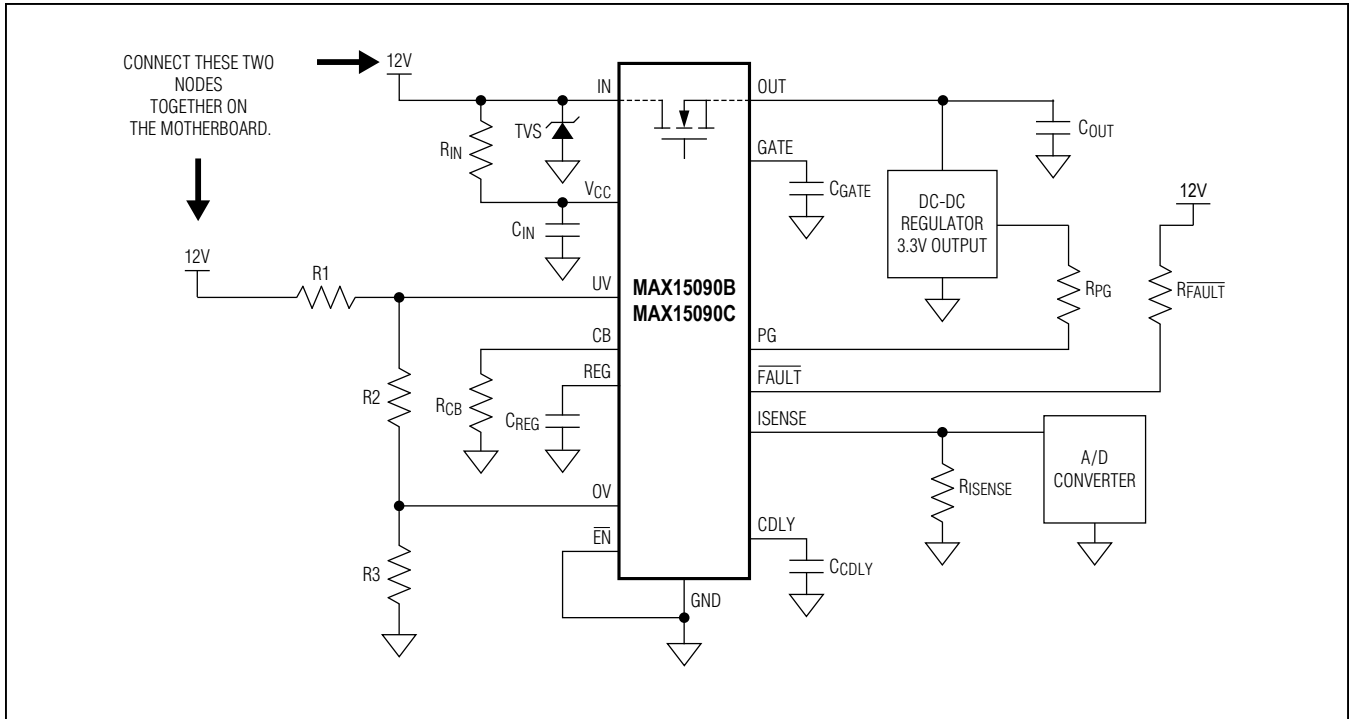 CONNECT THESE TWO
NODES
TOGETHER ON
THE MOTHERBOARD.
12V
IN
OUT
TVS
RIN
COUT
GATE
CGATE
VCC
CIN
DC-DC
REGULATOR
3.3V OUTPUT
12V
12V
R1
UV
MAX15090B
MAX15090C
RPG
RFAULT
CB
PG
REG
FAULT
R2
RCB
CREG
ISENSE
A/D
CONVERTER
RISENSE
OV
EN
CDLY
CCDLY
R3
GND